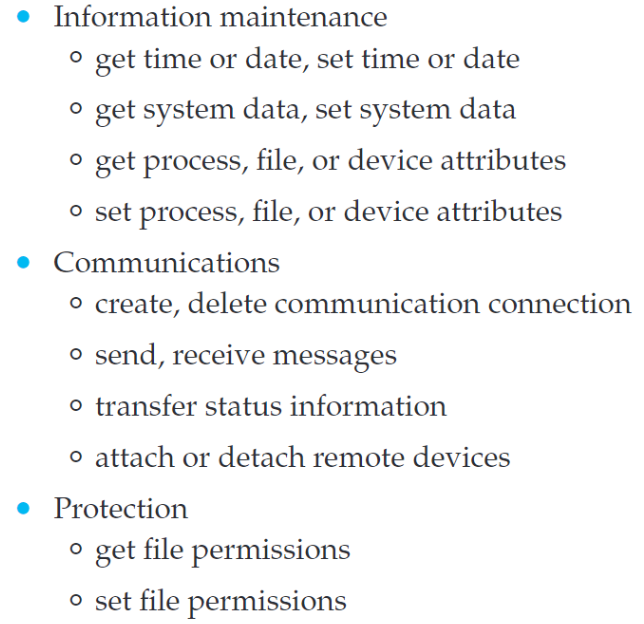 • Information maintenance
◦ get time or date, set time or date
◦ get system data, set system data
◦ get process, file, or device attributes
◦ set process, file, or device attributes
• Communications
◦ create, delete communication connection
◦ send, receive messages
◦ transfer status information
◦ attach or detach remote devices
• Protection
◦ get file permissions
◦ set file permissions